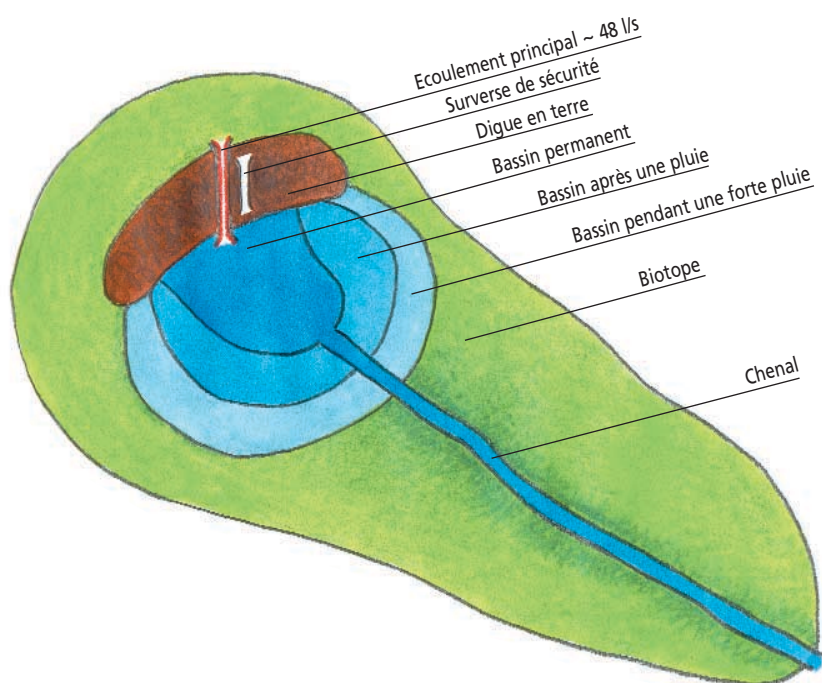 Ecoulement principal ~ 48 l/s
Surverse de sécurité
Digue en terre
Bassin permanent
Bassin après une pluie
Bassin pendant une forte pluie
Biotope
Chenal